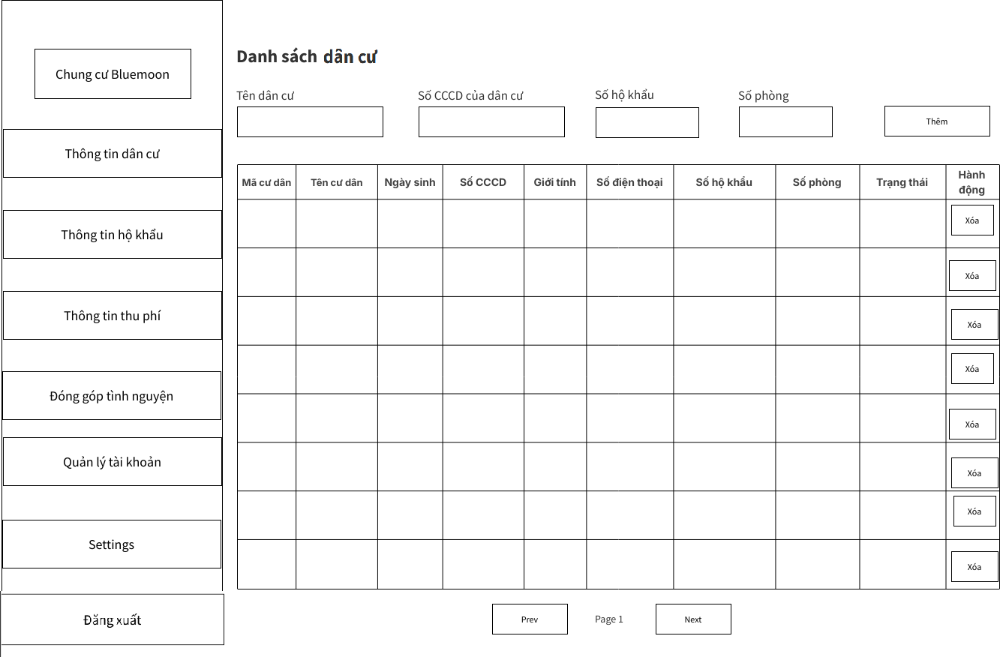 Chung cư Bluemoon
Thông tin dân cư
Thông tin hộ khẩu
Thông tin thu phí
Đóng góp tình nguyện
Quản lý tài khoản
Settings
Đăng xuất
Danh sách dân cư
Tên dân cư
Số CCCD của dân cư
Số hộ khẩu
Số phòng
Thêm
Mã cư dân
Tên cư dân
Ngày sinh
Số CCCD
Giới tính
Số điện thoại
Số hộ khẩu
Số phòng
Trạng thái
Hành
động
Xóa
Xóa
Xóa
Xóa
Xóa
Xóa
Xóa
Xóa
Prev
Page 1
Next